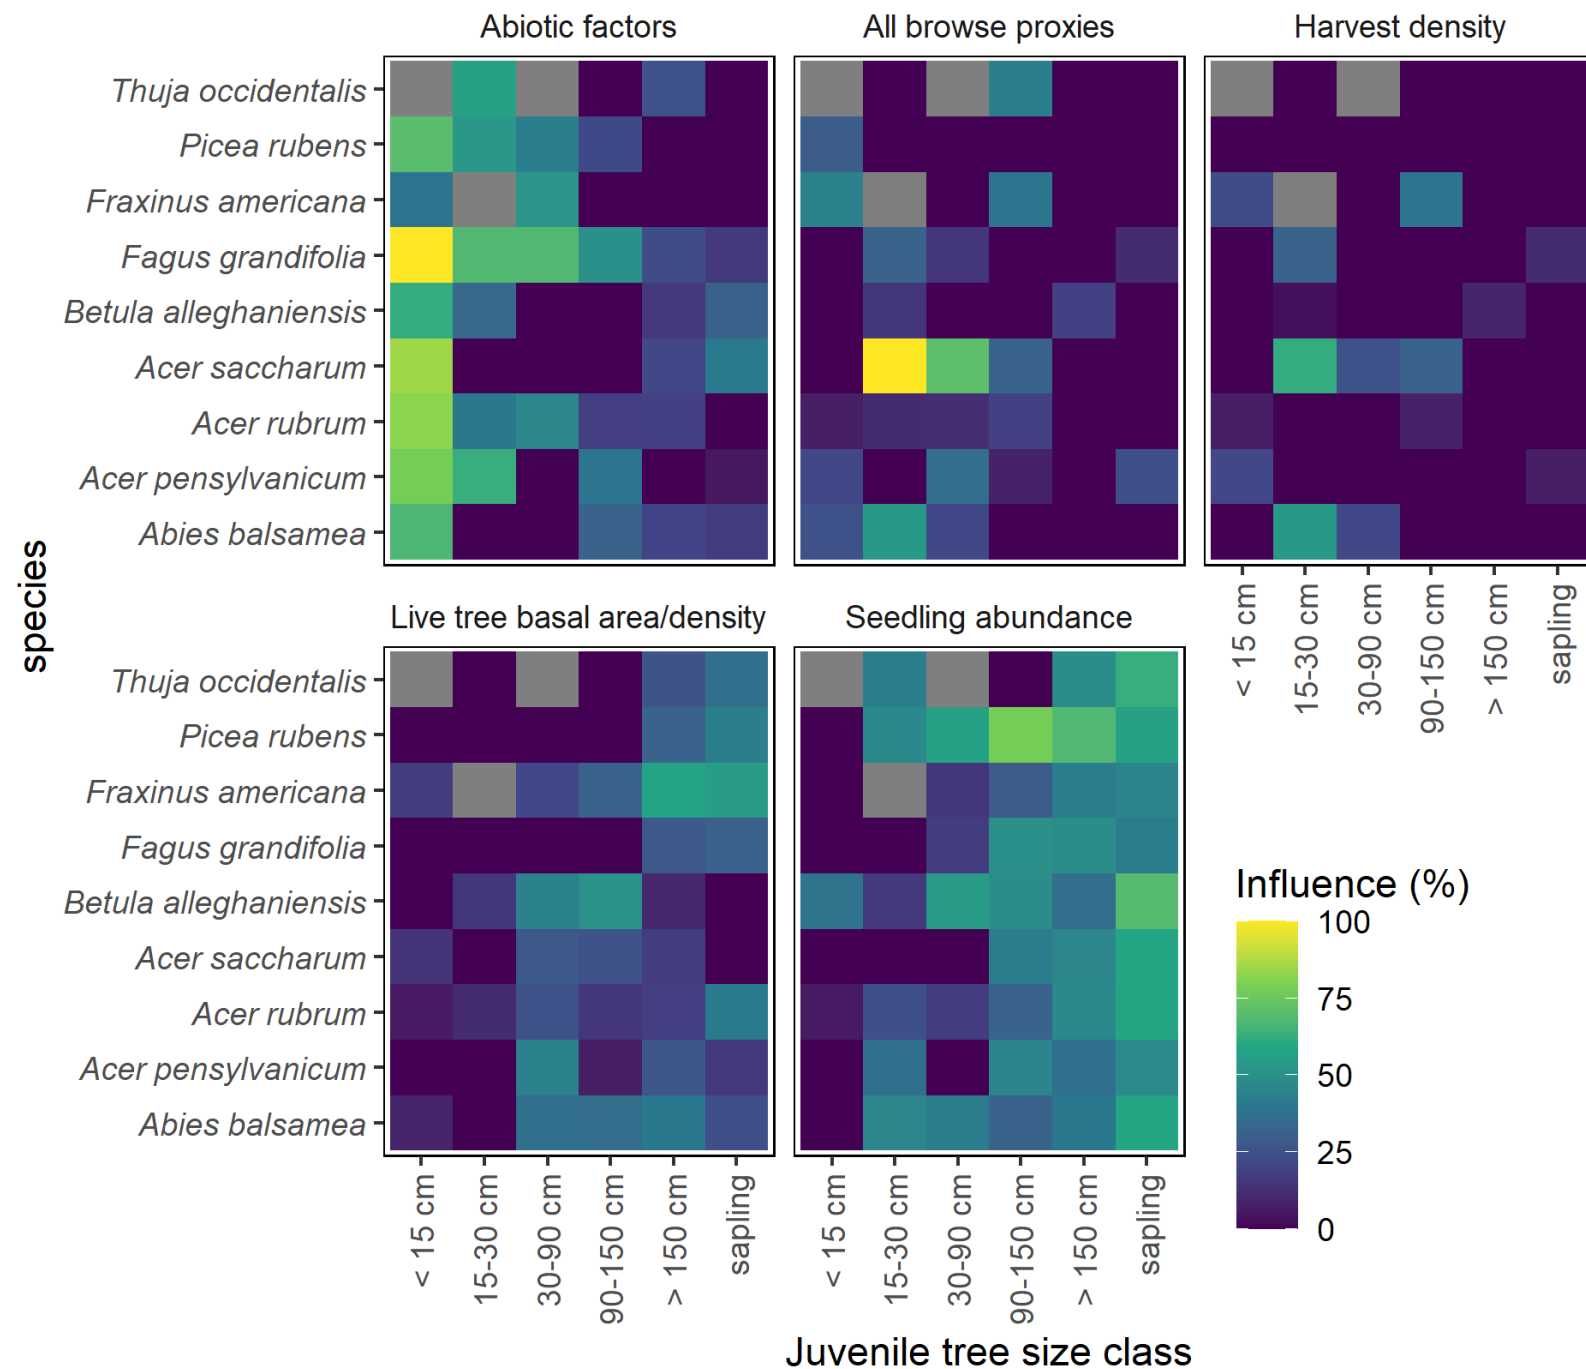 Abiotic factors
All browse proxies
Harvest density
Thuja occidentalis
Picea rubens
Fraxinus americana
Fagus grandifolia
Betula alleghaniensis
Acer saccharum
Acer rubrum
Acer pensylvanicum
Abies balsamea
species
< 15 cm
15-30 cm
30-90 cm
90-150 cm
> 150 cm
sapling
Live tree basal area/density
Seedling abundance
Thuja occidentalis
Picea rubens
Fraxinus americana
Fagus grandifolia
Betula alleghaniensis
Acer saccharum
Acer rubrum
Acer pensylvanicum
Abies balsamea
Influence (%)
100
75
50
25
0
< 15 cm
15-30 cm
30-90 cm
90-150 cm
> 150 cm
sapling
< 15 cm
15-30 cm
30-90 cm
90-150 cm
> 150 cm
sapling
Juvenile tree size class